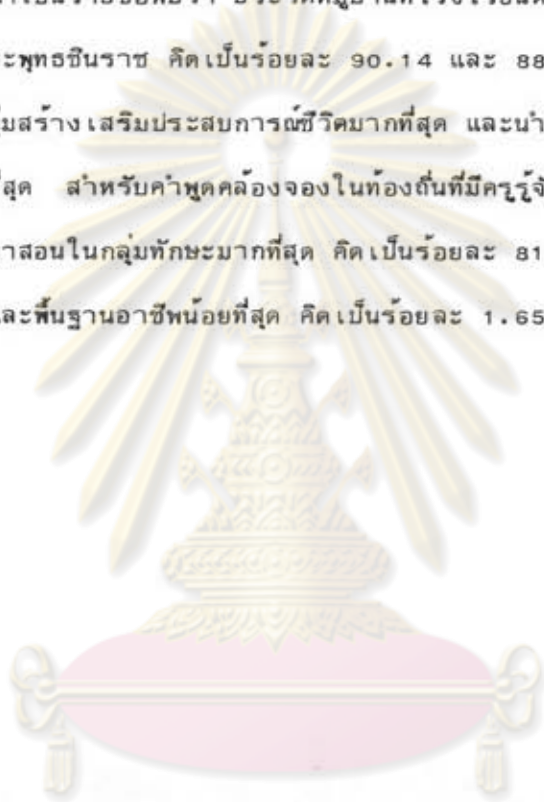 ะพุทธชินราช คิดเป็นร้อยละ 90.14 และ 88
มสร้างเสริมประสบการณ์ชีวิตมากที่สุด และนำ
ที่สุด สำหรับคำพูดคล้องจองในท้องถิ่นที่มีครูรู้จั
าสอนในกลุ่มทักษะมากที่สุด คิดเป็นร้อยละ 81
ละพื้นฐานอาชีพน้อยที่สุด คิดเป็นร้อยละ 1.65